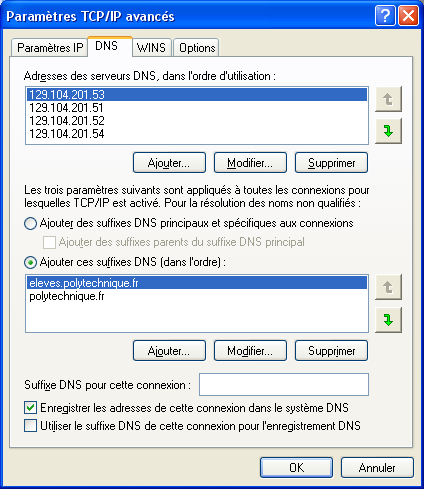 Paramètres TCP/IP avancés
Paramètres IP DNS WINS Options
Adresses des serveurs DNS, dans l'ordre d'utilisation :
129.104.201.53
129.104.201.51
129.104.201.52
129.104.201.54
Ajouter... Modifier... Supprimer
Les trois paramètres suivants sont appliqués à toutes les connexions pour
lesquelles TCP/IP est activé. Pour la résolution des noms non qualifiés :
Ajouter des suffixes DNS principaux et spécifiques aux connexions
Ajouter des suffixes parents du suffixe DNS principal
Ajouter ces suffixes DNS (dans l'ordre) :
eleves.polytechnique.fr
polytechnique.fr
Ajouter... Modifier... Supprimer
Suffixe DNS pour cette connexion :
Enregistrer les adresses de cette connexion dans le système DNS
Utiliser le suffixe DNS de cette connexion pour l'enregistrement DNS
OK Annuler